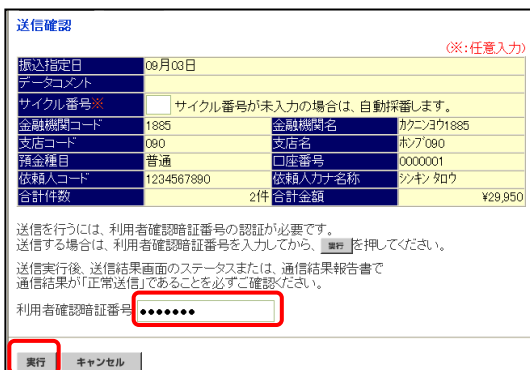 送信確認
(※:任意入力)
振込指定日 09月03日
データコメント
サイクル番号※ サイクル番号が未入力の場合は、自動採番します。
金融機関コード 1885 金融機関名 カクニンヨウ1885
支店コード 090 支店名 ホンブ090
預金種目 普通 口座番号 0000001
依頼人コード 1234567890 依頼人カナ名称 シンキン タロウ
合計件数 2件 合計金額 ¥29,950
送信を行うには、利用者確認暗証番号の認証が必要です。
送信する場合は、利用者確認暗証番号を入力してから、 実行 を押してください。
送信実行後、送信結果画面のステータスまたは、通信結果報告書で
通信結果が「正常送信」であることを必ずご確認ください。
利用者確認暗証番号 ●●●●●●●
実行 キャンセル